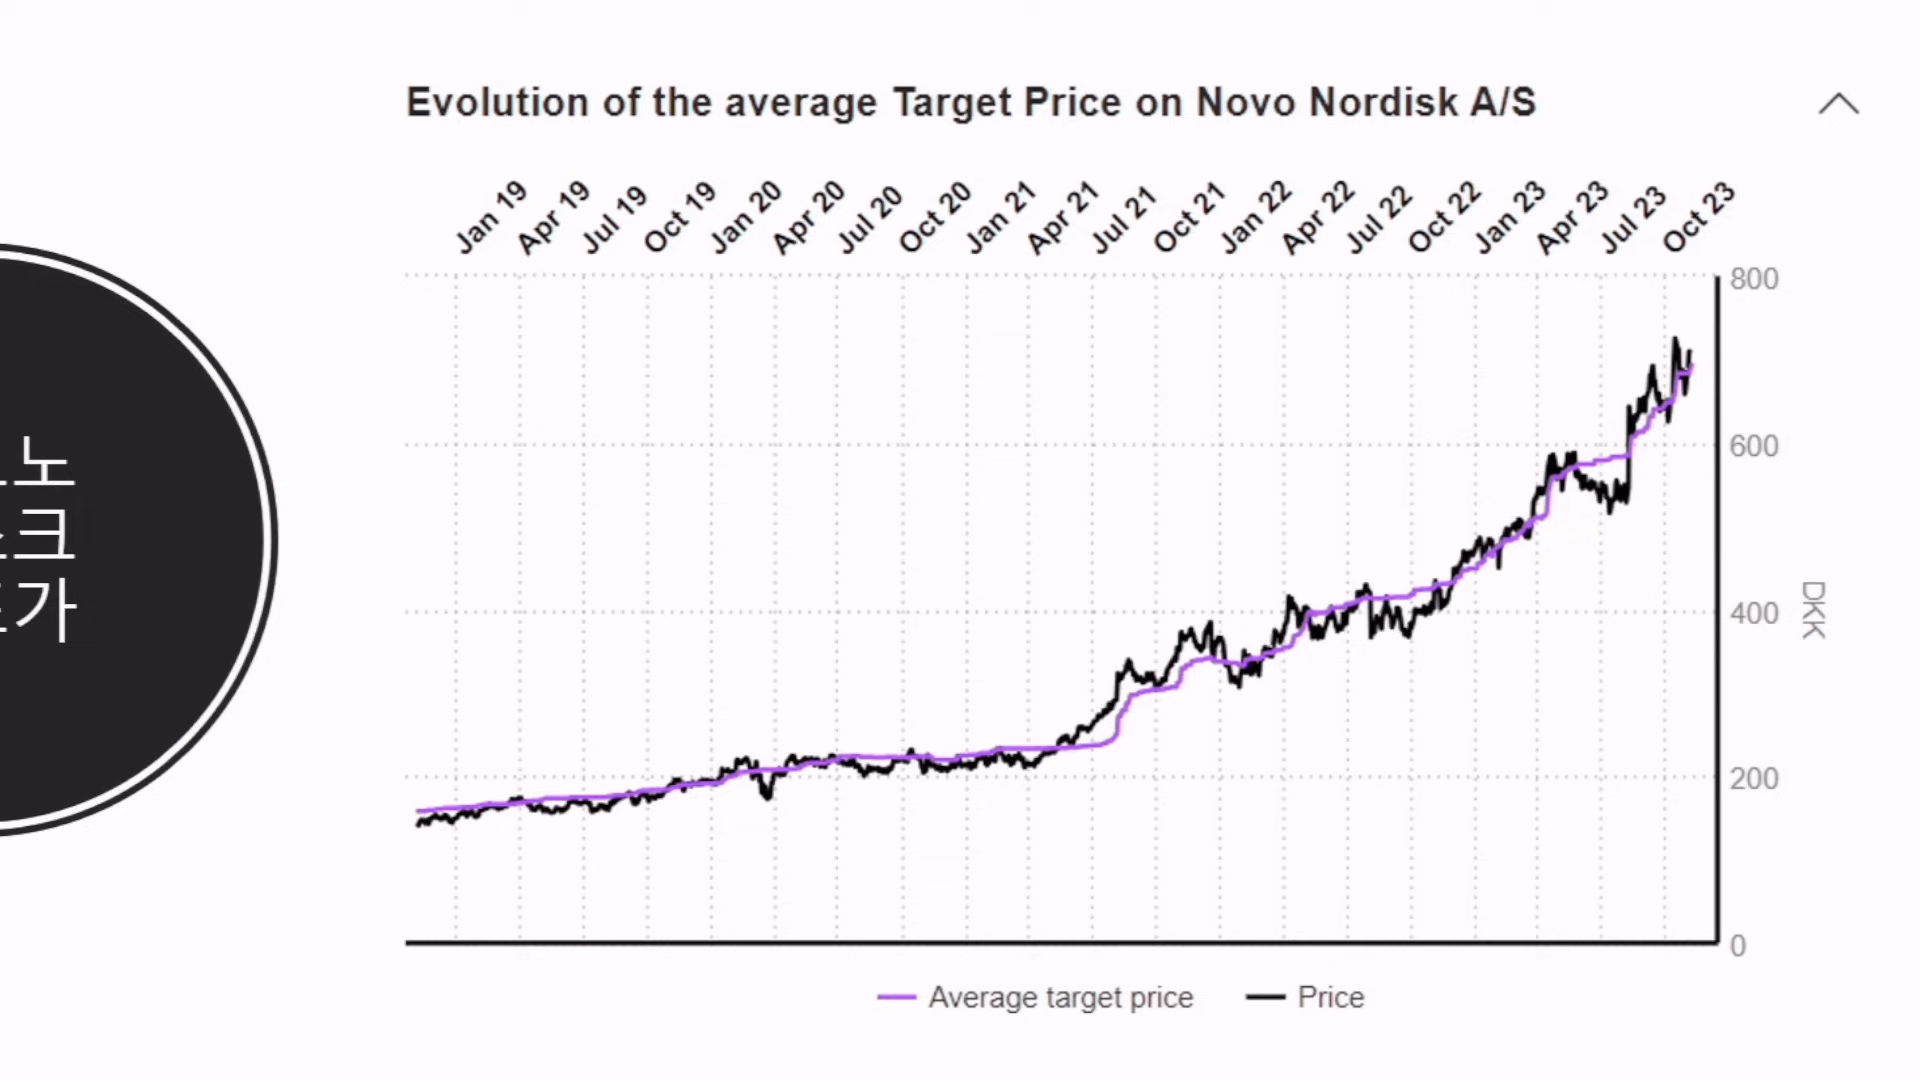 Evolution of the average Target Price on Novo Nordisk A/S
Jan 19 Apr 19 Jul 19 Oct 19 Jan 20 Apr 20 Jul 20 Oct 20 Jan 21 Apr 21 Jul 21 Oct 21 Jan 22 Apr 22 Jul 22 Oct 22 Jan 23 Apr 23 Jul 23 Oct 23
800
600
400
200
0
DKK
노
크
가
Average target price
Price